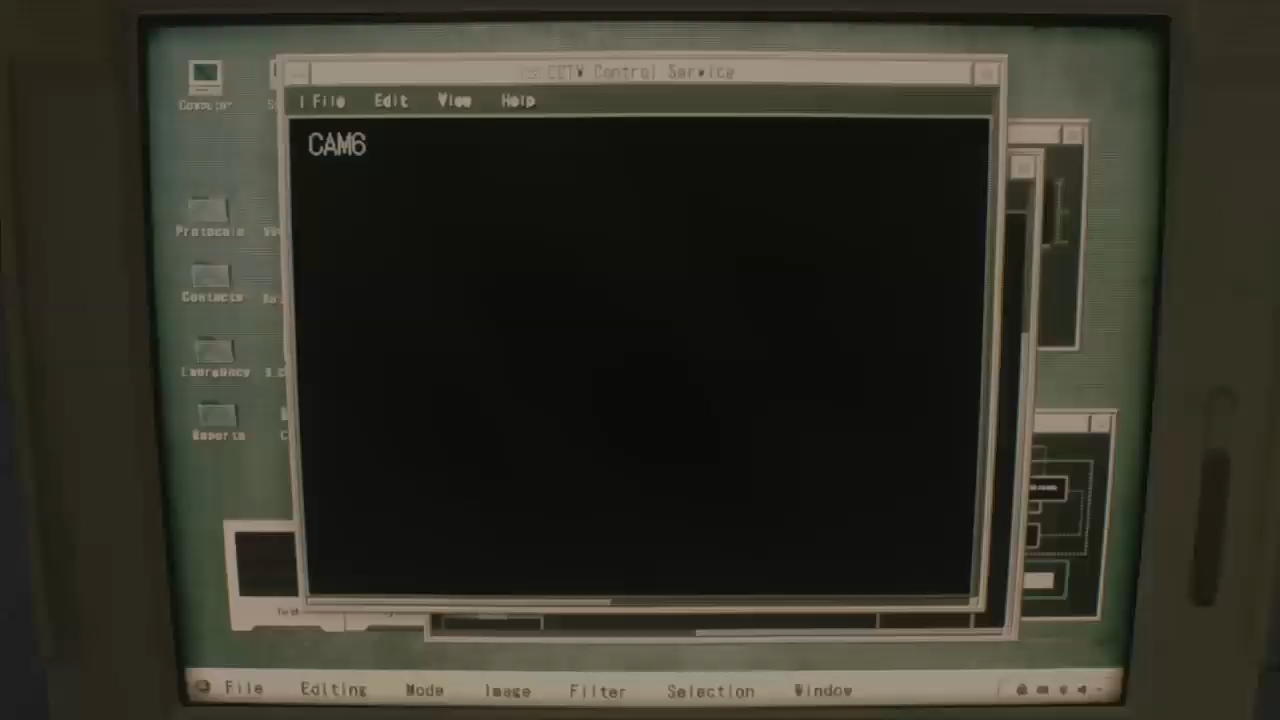 CCTV Control Service
File Edit View Help
CAM6
Computer
Protocols
Contacts
Emergency
Reports
File Editing Mode Image Filter Selection Window